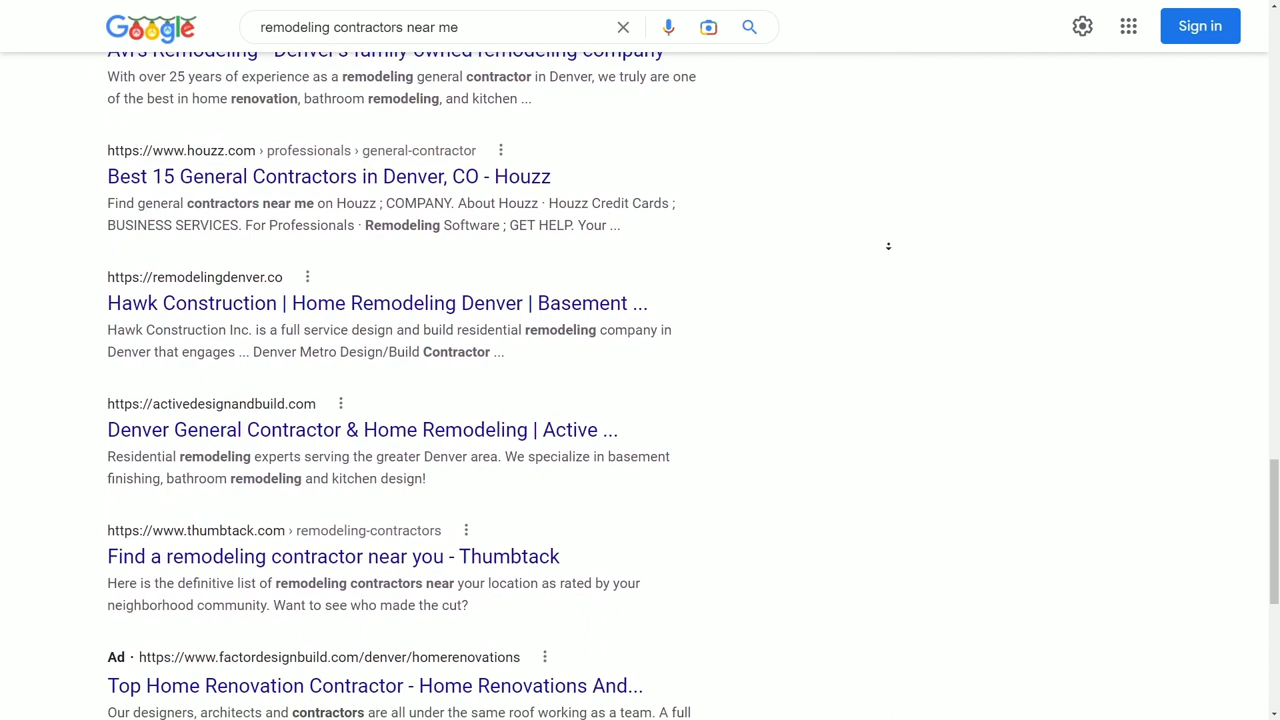 Google
remodeling contractors near me
Sign in
Avi's Remodeling - Denver's family owned remodeling company
With over 25 years of experience as a remodeling general contractor in Denver, we truly are one
of the best in home renovation, bathroom remodeling, and kitchen ...
https://www.houzz.com › professionals › general-contractor
Best 15 General Contractors in Denver, CO - Houzz
Find general contractors near me on Houzz ; COMPANY. About Houzz · Houzz Credit Cards ;
BUSINESS SERVICES. For Professionals · Remodeling Software ; GET HELP. Your ...
https://remodelingdenver.co
Hawk Construction | Home Remodeling Denver | Basement ...
Hawk Construction Inc. is a full service design and build residential remodeling company in
Denver that engages ... Denver Metro Design/Build Contractor ...
https://activedesignandbuild.com
Denver General Contractor & Home Remodeling | Active ...
Residential remodeling experts serving the greater Denver area. We specialize in basement
finishing, bathroom remodeling and kitchen design!
https://www.thumbtack.com › remodeling-contractors
Find a remodeling contractor near you - Thumbtack
Here is the definitive list of remodeling contractors near your location as rated by your
neighborhood community. Want to see who made the cut?
Ad · https://www.factordesignbuild.com/denver/homerenovations
Top Home Renovation Contractor - Home Renovations And...
Our designers, architects and contractors are all under the same roof working as a team. A full